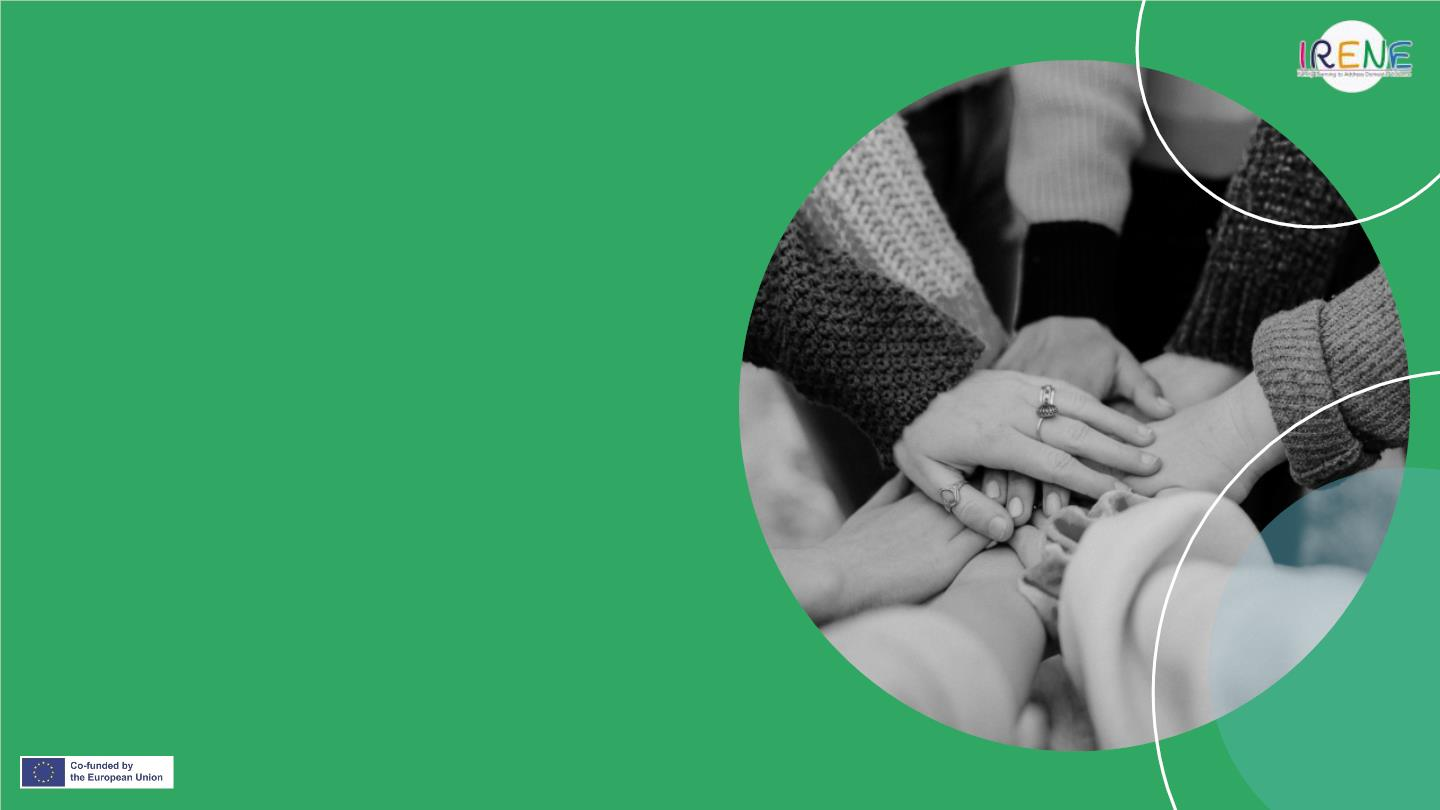 IRENE
Co-funded by
the European Union